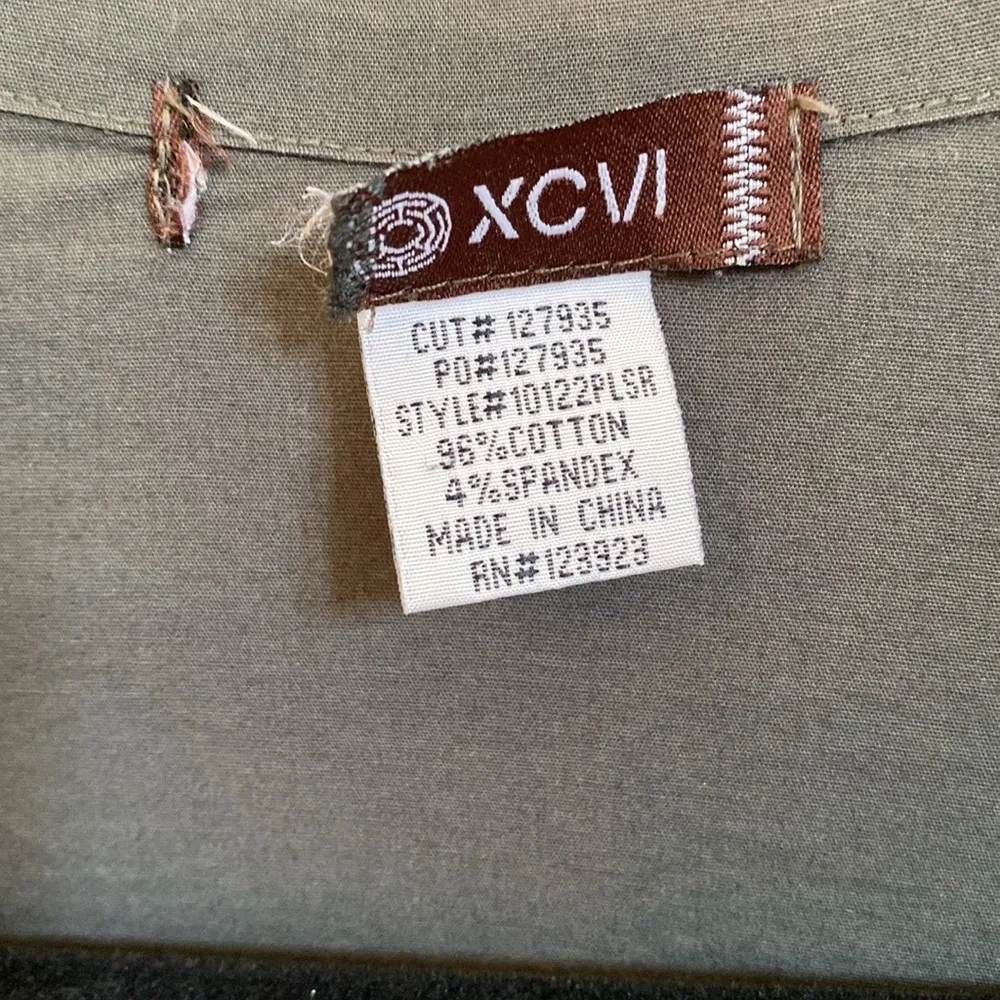 XCVI
CUT# 127935
PO#127935
STYLE#10122PLSR
96%COTTON
4%SPANDEX
MADE IN CHINA
RN#123923